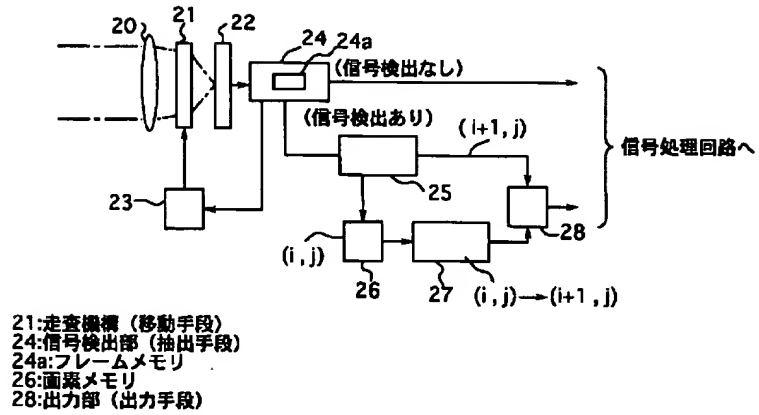 20
21
22
24
24a
(信号検出なし)
(信号検出あり)
(i+1,j)
信号処理回路へ
23
25
28
(i,j)
26
27
(i,j)→(i+1,j)
21:走査機構(移動手段)
24:信号検出部(抽出手段)
24a:フレームメモリ
26:画素メモリ
28:出力部(出力手段)